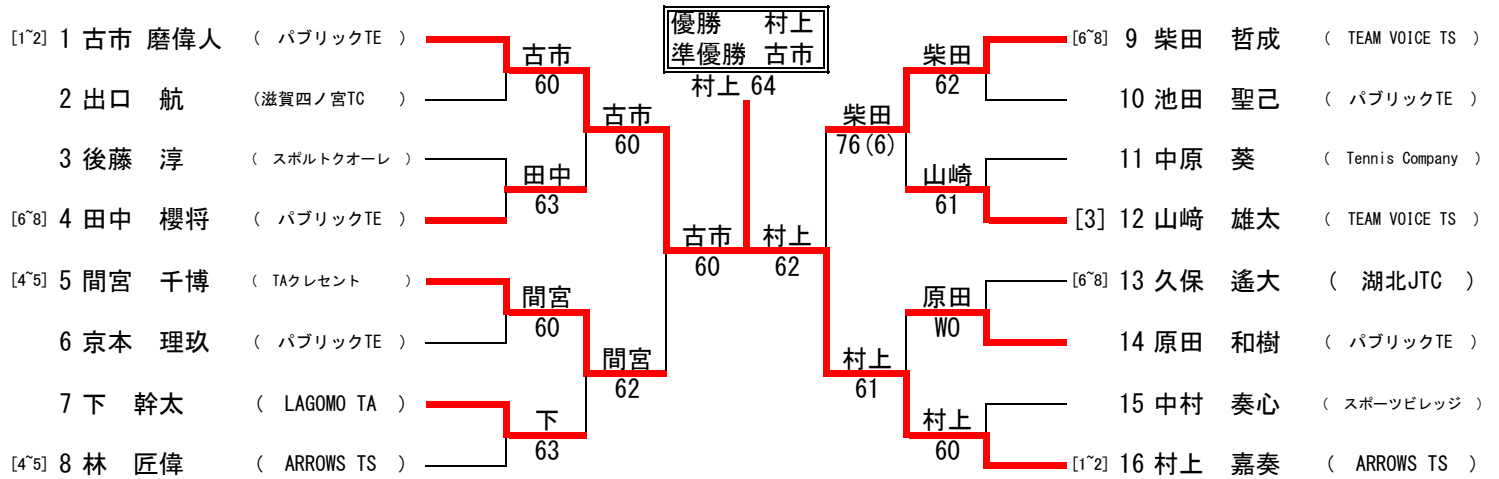 優勝 村上
準優勝 古市
村上 64
[1~2] 1 古市 磨偉人 ( パブリックTE )
2 出口 航 (滋賀四ノ宮TC )
3 後藤 淳 ( スポルトクオーレ )
[6~8] 4 田中 櫻将 ( パブリックTE )
[4~5] 5 間宮 千博 ( TAクレセント )
6 京本 理玖 ( パブリックTE )
7 下 幹太 ( LAGOMO TA )
[4~5] 8 林 匠偉 ( ARROWS TS )
古市
60
田中
63
間宮
60
下
63
古市
60
間宮
62
古市
60
村上
62
柴田
76(6)
村上
61
柴田
62
山崎
61
原田
WO
村上
60
[6~8] 9 柴田 哲成 ( TEAM VOICE TS )
10 池田 聖己 ( パブリックTE )
11 中原 葵 ( Tennis Company )
[3] 12 山﨑 雄太 ( TEAM VOICE TS )
[6~8] 13 久保 遙大 ( 湖北JTC )
14 原田 和樹 ( パブリックTE )
15 中村 奏心 ( スポーツビレッジ )
[1~2] 16 村上 嘉奏 ( ARROWS TS )